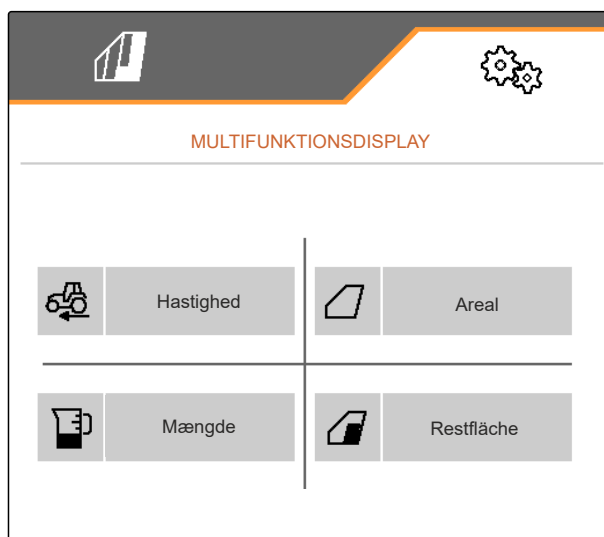 MULTIFUNKTIONSDISPLAY
Hastighed
Areal
Mængde
Restfläche